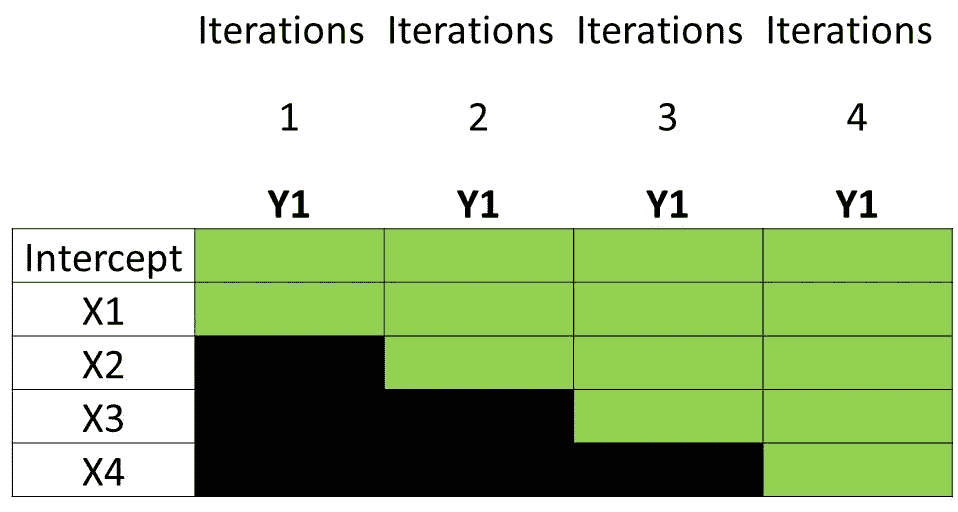 Iterations Iterations Iterations Iterations
1 2 3 4
Y1 Y1 Y1 Y1
Intercept
X1
X2
X3
X4